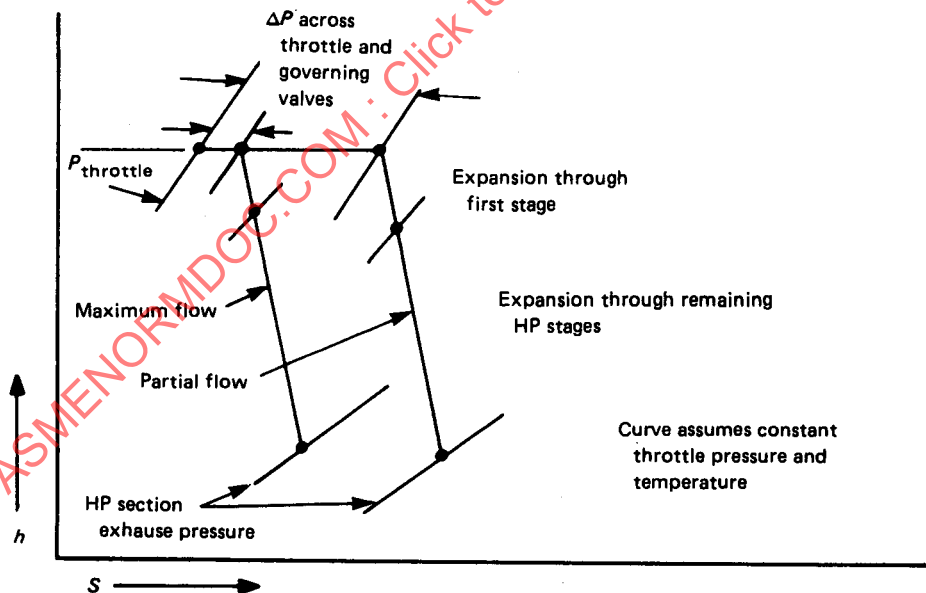 ΔP across
throttle and
governing
valves
P throttle
Expansion through
first stage
Maximum flow
Expansion through remaining
HP stages
Partial flow
Curve assumes constant
throttle pressure and
temperature
HP section
exhause pressure
h
S
ASMENORMDOC.COM : Click to